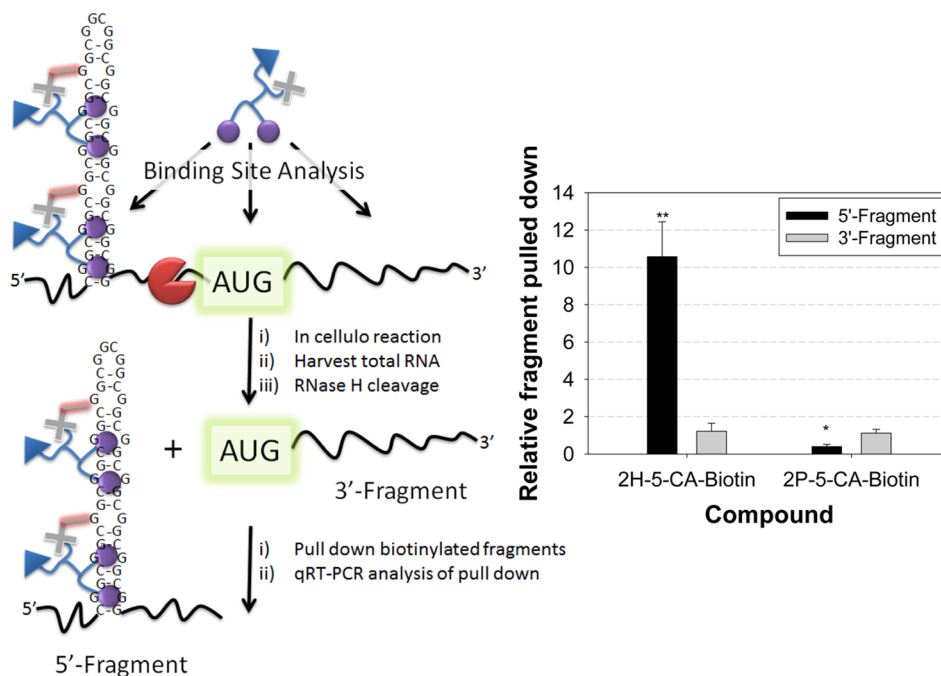 GC
Binding Site Analysis
5'
AUG
3'
i) In cellulo reaction
ii) Harvest total RNA
iii) RNase H cleavage
GC
+
AUG
3'
3'-Fragment
i) Pull down biotinylated fragments
ii) qRT-PCR analysis of pull down
5'
5'-Fragment
Relative fragment pulled down
14
12
10
8
6
4
2
0
**
*
5'-Fragment
3'-Fragment
2H-5-CA-Biotin
2P-5-CA-Biotin
Compound